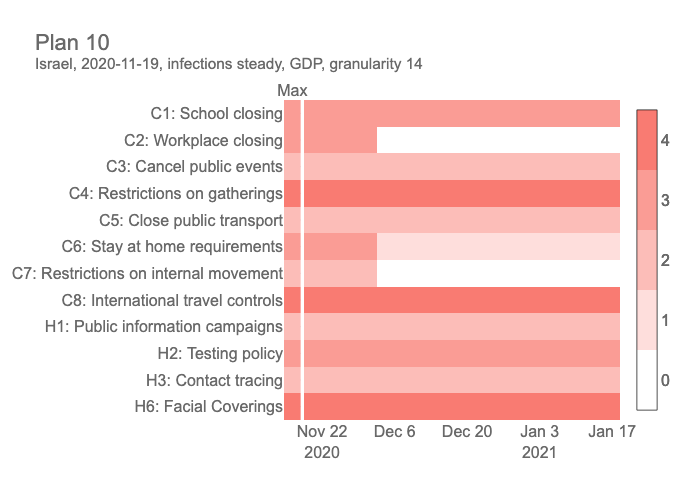 Plan 10
Israel, 2020-11-19, infections steady, GDP, granularity 14
Max
C1: School closing
C2: Workplace closing
C3: Cancel public events
C4: Restrictions on gatherings
C5: Close public transport
C6: Stay at home requirements
C7: Restrictions on internal movement
C8: International travel controls
H1: Public information campaigns
H2: Testing policy
H3: Contact tracing
H6: Facial Coverings
Nov 22 Dec 6 Dec 20 Jan 3 Jan 17
2020 2021
4
3
2
1
0